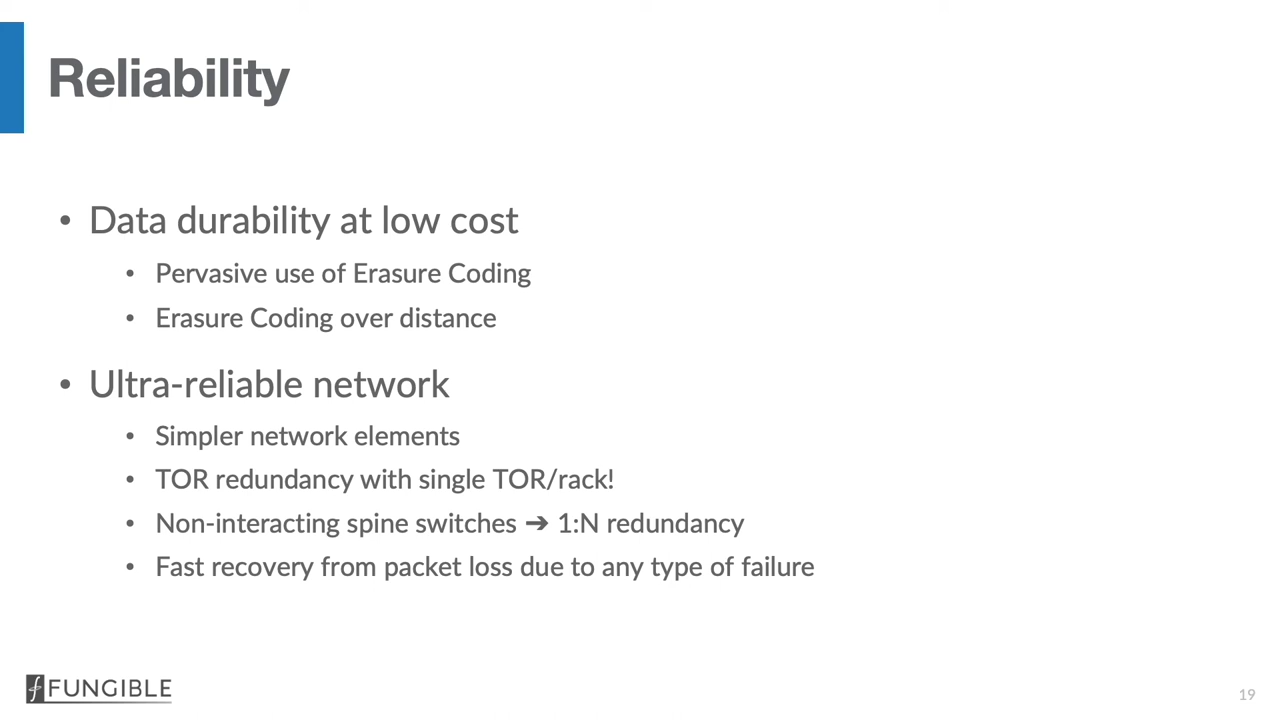 Reliability
• Data durability at low cost
• Pervasive use of Erasure Coding
• Erasure Coding over distance
• Ultra-reliable network
• Simpler network elements
• TOR redundancy with single TOR/rack!
• Non-interacting spine switches ➔ 1:N redundancy
• Fast recovery from packet loss due to any type of failure
FUNGIBLE
19